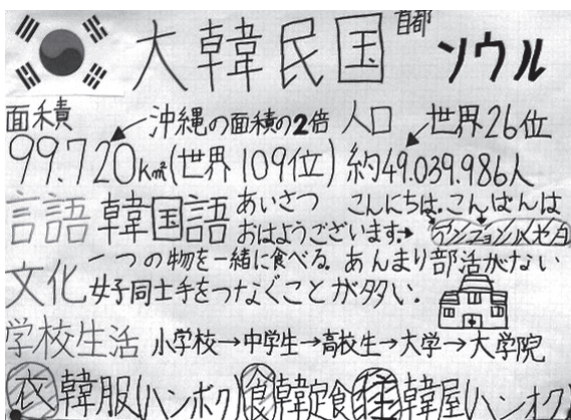 大韓民国 首都 ソウル
面積 沖縄の面積の2倍 人口 世界26位
99.720km²(世界109位) 約49.039.986人
言語 韓国語 あいさつ こんにちは.こんばんは
おはようございます.→ アンニョンハセヨ
文化 一つの物を一緒に食べる. あんまり部活がない
女子同士手をつなぐことが多い.
学校生活 小学校→中学生→高校生→大学→大学院
衣 韓服(ハンボク) 食 韓定食 住 韓屋(ハンオク)